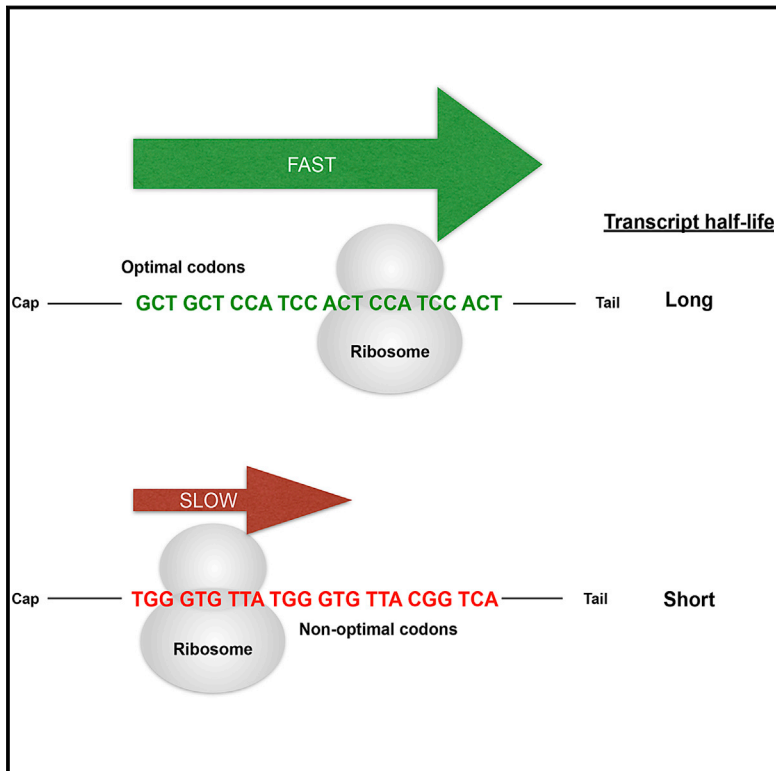 FAST
Transcript half-life
Optimal codons
Cap GCT GCT CCA TCC ACT CCA TCC ACT Tail Long
Ribosome
SLOW
Cap TGG GTG TTA TGG GTG TTA CGG TCA Tail Short
Non-optimal codons
Ribosome